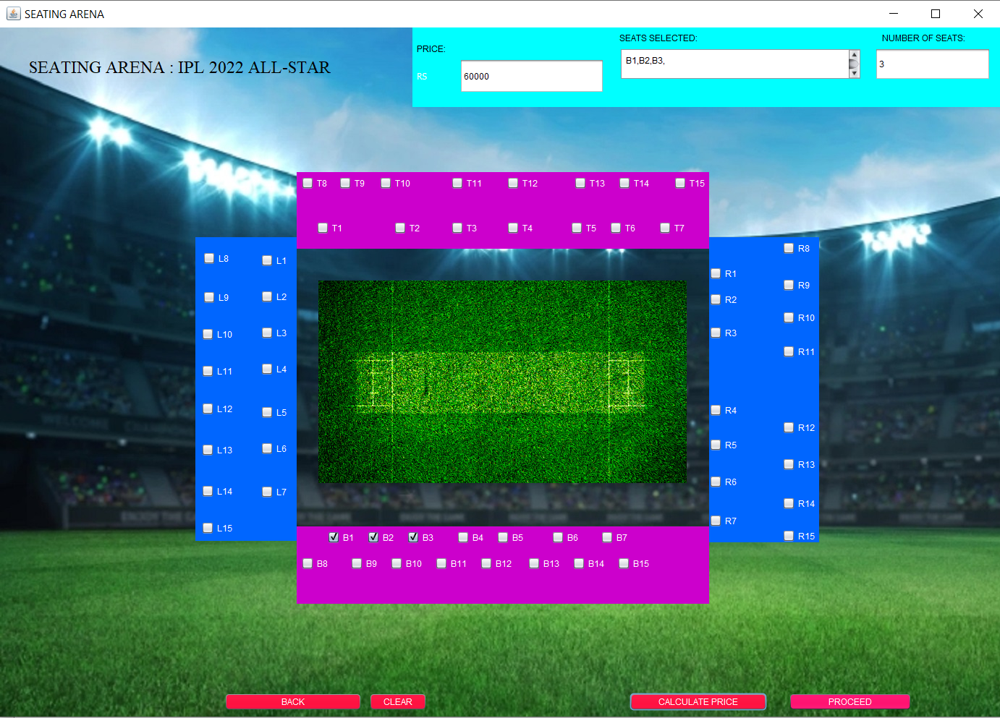 SEATING ARENA
SEATING ARENA : IPL 2022 ALL-STAR
PRICE:
RS
60000
SEATS SELECTED:
B1,B2,B3,
NUMBER OF SEATS:
3
T8 T9 T10 T11 T12 T13 T14 T15
T1 T2 T3 T4 T5 T6 T7
L8 L1
L9 L2
L10 L3
L11 L4
L12 L5
L13 L6
L14 L7
L15
R8
R1
R9
R2
R10
R3
R11
R4
R12
R5
R13
R6
R14
R7
R15
B1 B2 B3 B4 B5 B6 B7
B8 B9 B10 B11 B12 B13 B14 B15
BACK
CLEAR
CALCULATE PRICE
PROCEED